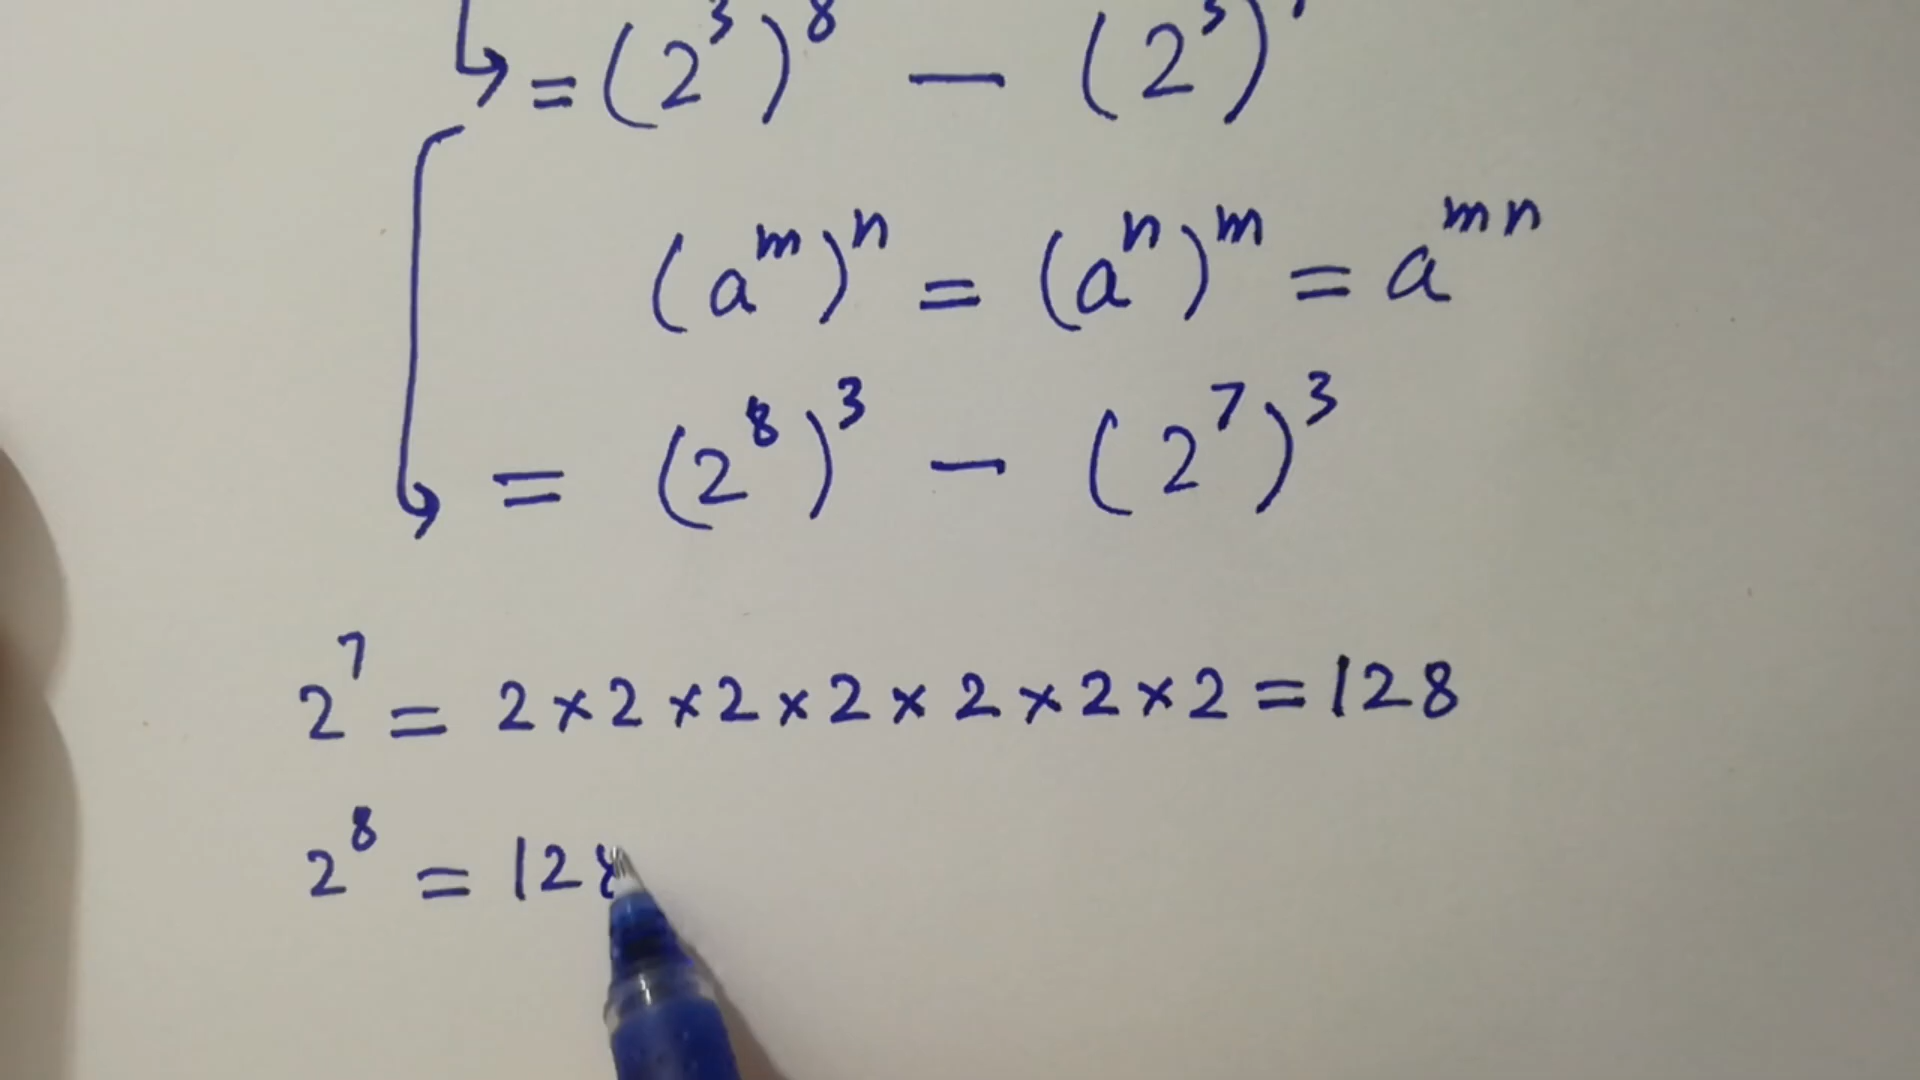 = (2³)⁸ − (2³)
(aᵐ)ⁿ = (aⁿ)ᵐ = aᵐⁿ
= (2⁸)³ − (2⁷)³
2⁷ = 2×2×2×2×2×2×2 = 128
2⁸ = 128